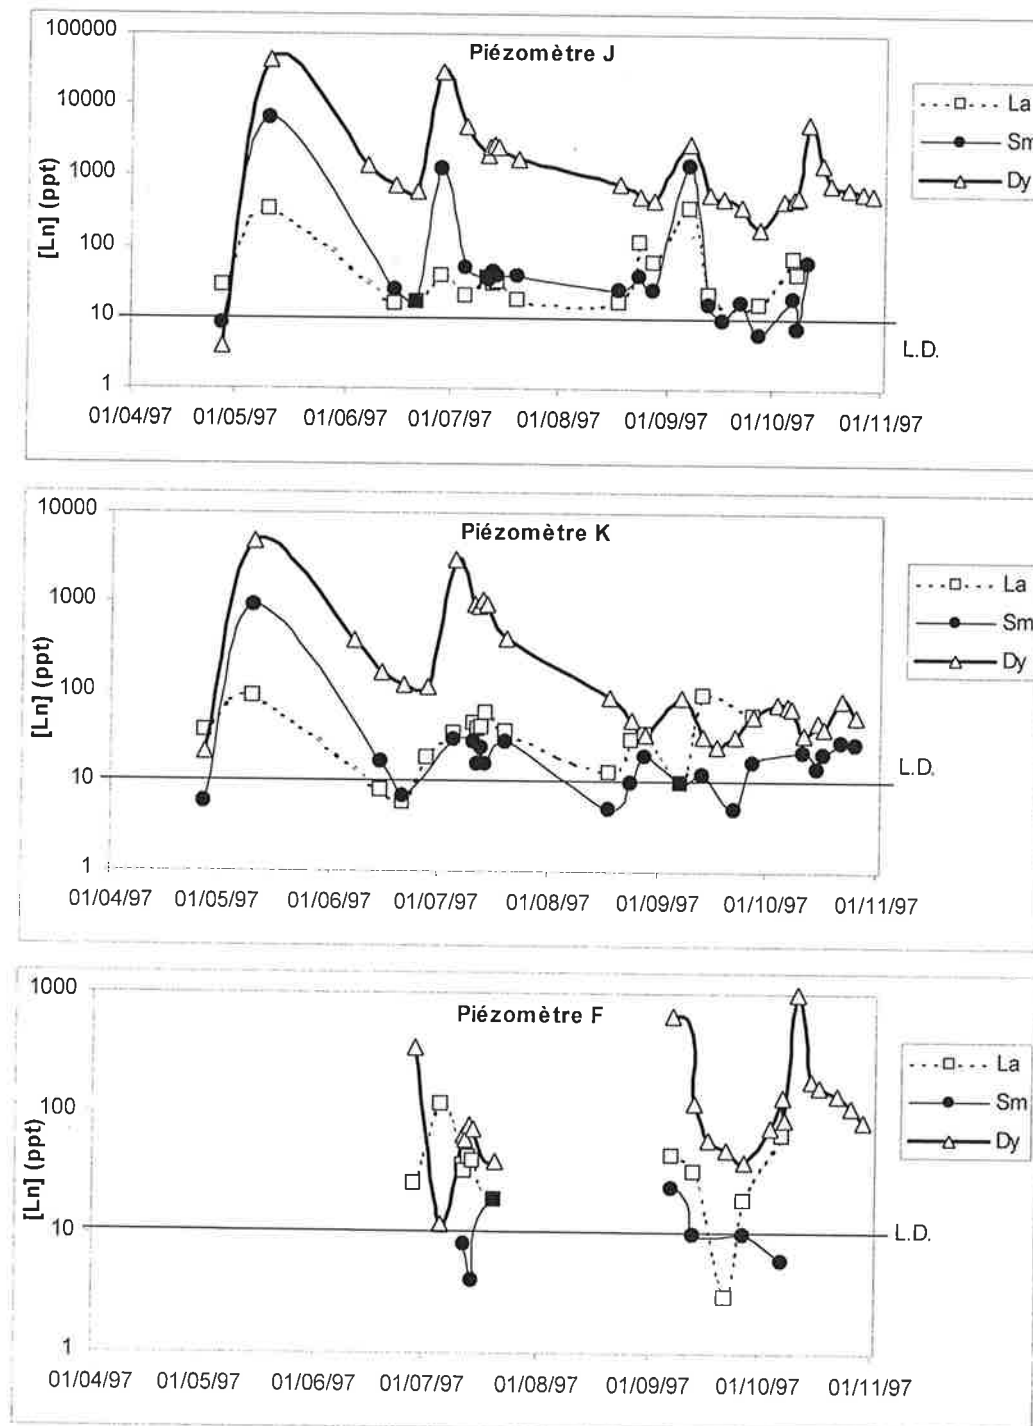 Piézomètre J
[Ln] (ppt)
100000
10000
1000
100
10
1
La
Sm
Dy
L.D.
01/04/97 01/05/97 01/06/97 01/07/97 01/08/97 01/09/97 01/10/97 01/11/97
Piézomètre K
[Ln] (ppt)
10000
1000
100
10
1
La
Sm
Dy
L.D.
01/04/97 01/05/97 01/06/97 01/07/97 01/08/97 01/09/97 01/10/97 01/11/97
Piézomètre F
[Ln] (ppt)
1000
100
10
1
La
Sm
Dy
L.D.
01/04/97 01/05/97 01/06/97 01/07/97 01/08/97 01/09/97 01/10/97 01/11/97